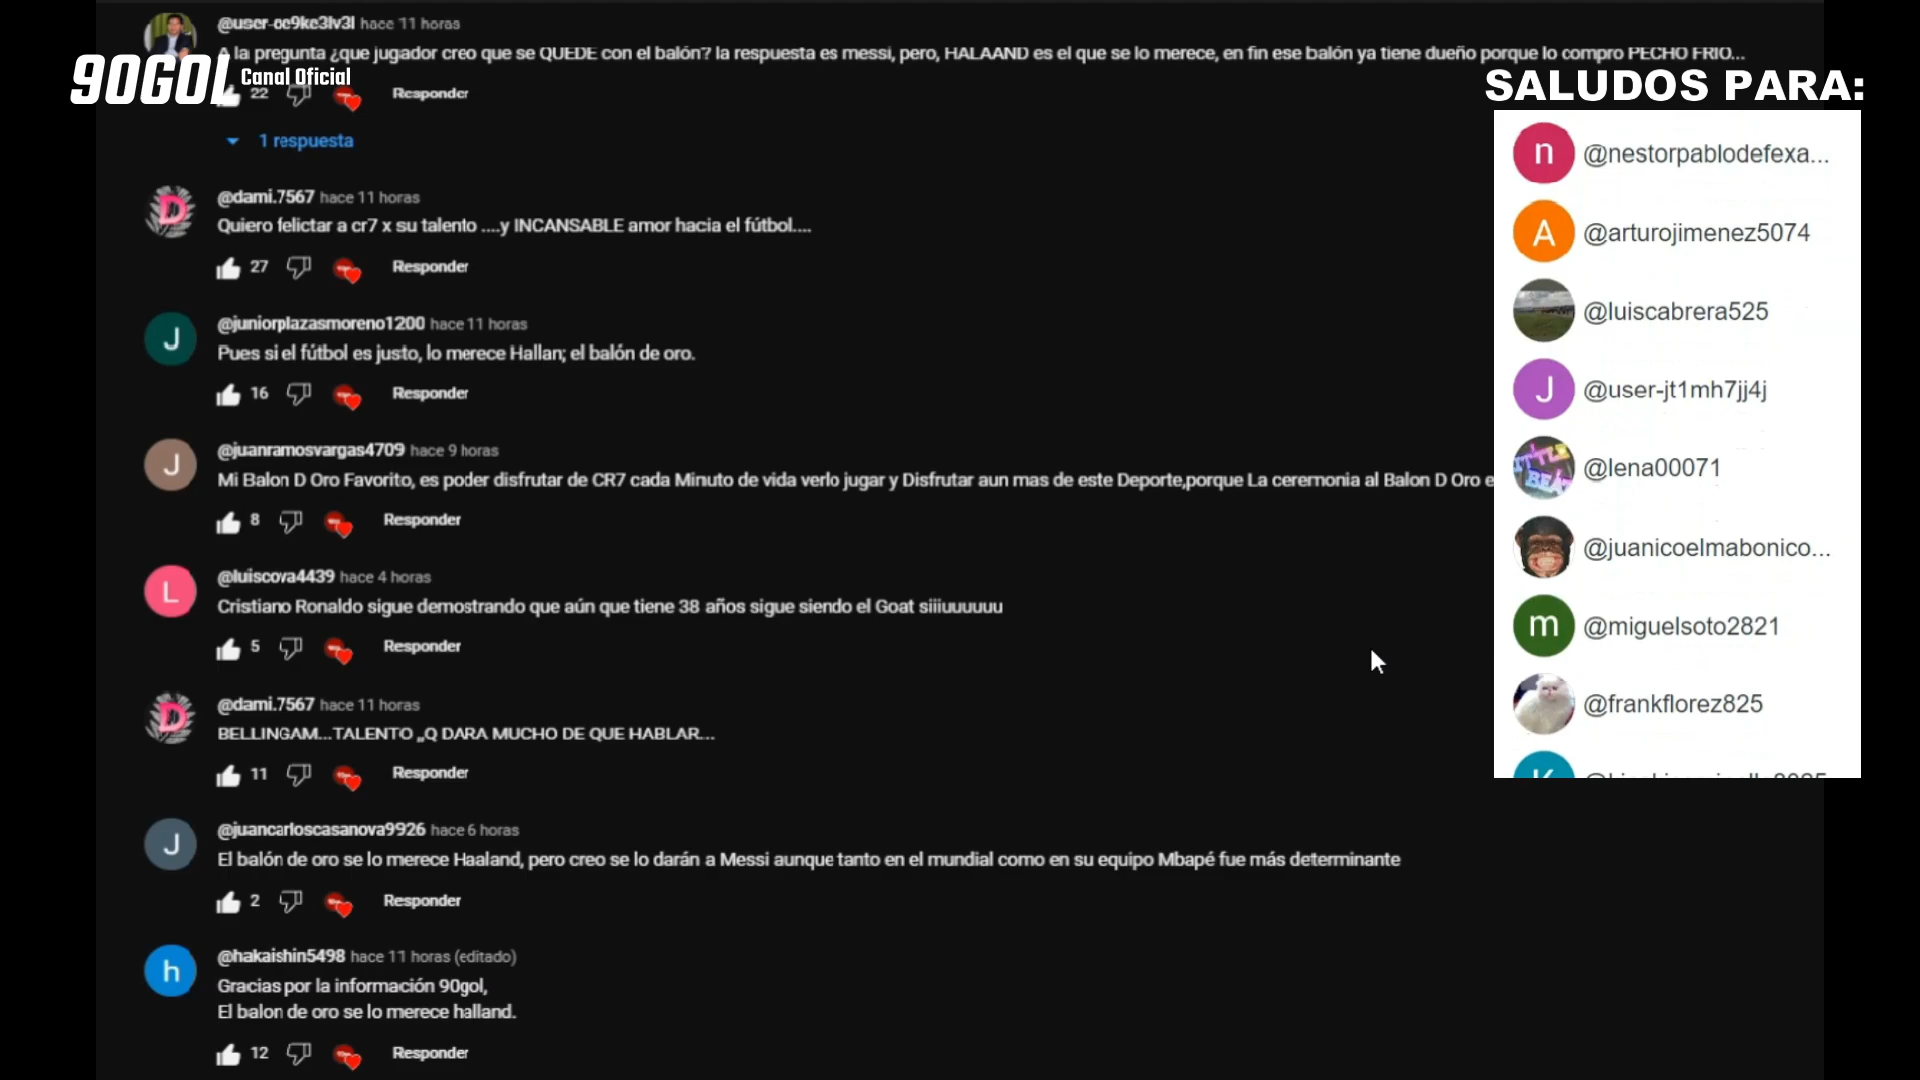 @user-ce9ke3lv3l hace 11 horas
A la pregunta ¿que jugador creo que se QUEDE con el balón? la respuesta es messi, pero, HALAAND es el que se lo merece, en fin ese balón ya tiene dueño porque lo compro PECHO FRIO...
90GOL Canal Oficial
22 Responder
1 respuesta
@dami.7567 hace 11 horas
Quiero felictar a cr7 x su talento ....y INCANSABLE amor hacia el fútbol....
27 Responder
J
@juniorplazasmoreno1200 hace 11 horas
Pues si el fútbol es justo, lo merece Hallan; el balón de oro.
16 Responder
J
@juanramosvargas4709 hace 9 horas
Mi Balon D Oro Favorito, es poder disfrutar de CR7 cada Minuto de vida verlo jugar y Disfrutar aun mas de este Deporte,porque La ceremonia al Balon D Oro e
8 Responder
L
@luiscova4439 hace 4 horas
Cristiano Ronaldo sigue demostrando que aún que tiene 38 años sigue siendo el Goat siiiuuuuuu
5 Responder
@dami.7567 hace 11 horas
BELLINGAM...TALENTO ,,Q DARA MUCHO DE QUE HABLAR...
11 Responder
J
@juancarloscasanova9926 hace 6 horas
El balón de oro se lo merece Haaland, pero creo se lo darán a Messi aunque tanto en el mundial como en su equipo Mbapé fue más determinante
2 Responder
h
@hakaishin5498 hace 11 horas (editado)
Gracias por la información 90gol,
El balon de oro se lo merece halland.
12 Responder
SALUDOS PARA:
n @nestorpablodefexa...
A @arturojimenez5074
@luiscabrera525
J @user-jt1mh7jj4j
@lena00071
@juanicoelmabonico...
m @miguelsoto2821
@frankflorez825